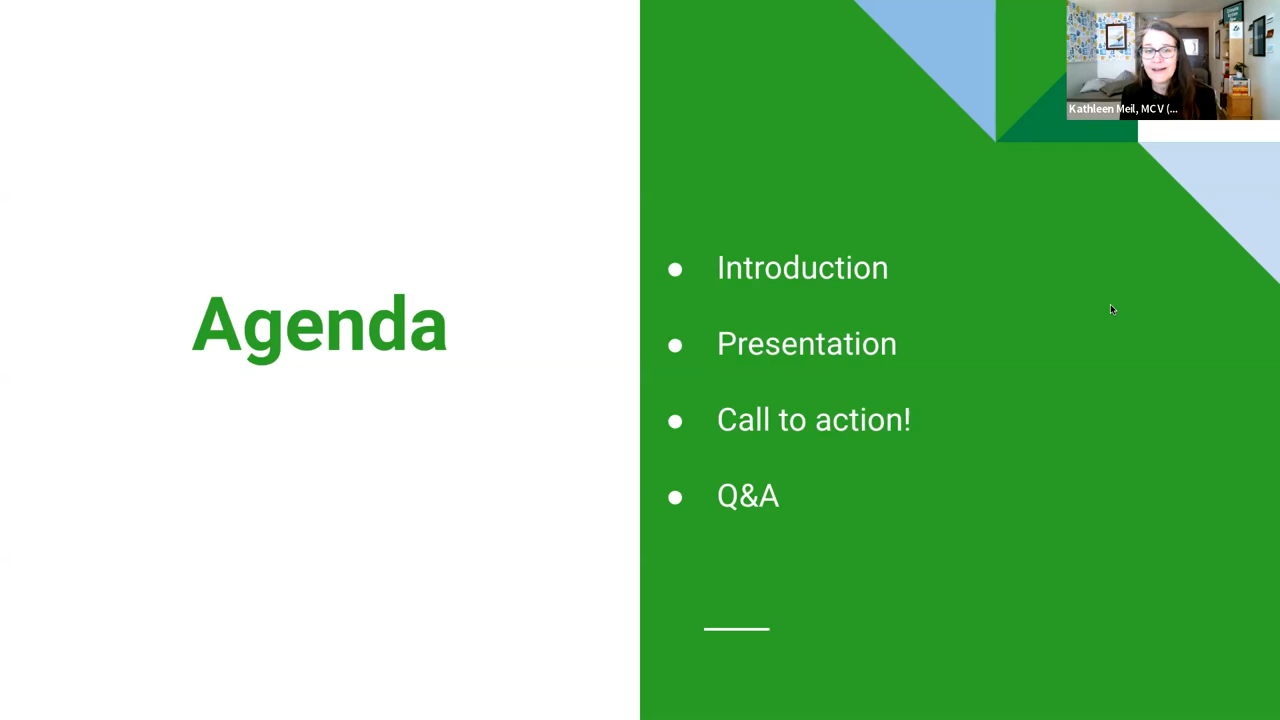 Kathleen Meil, MCV (...
Agenda
● Introduction
● Presentation
● Call to action!
● Q&A